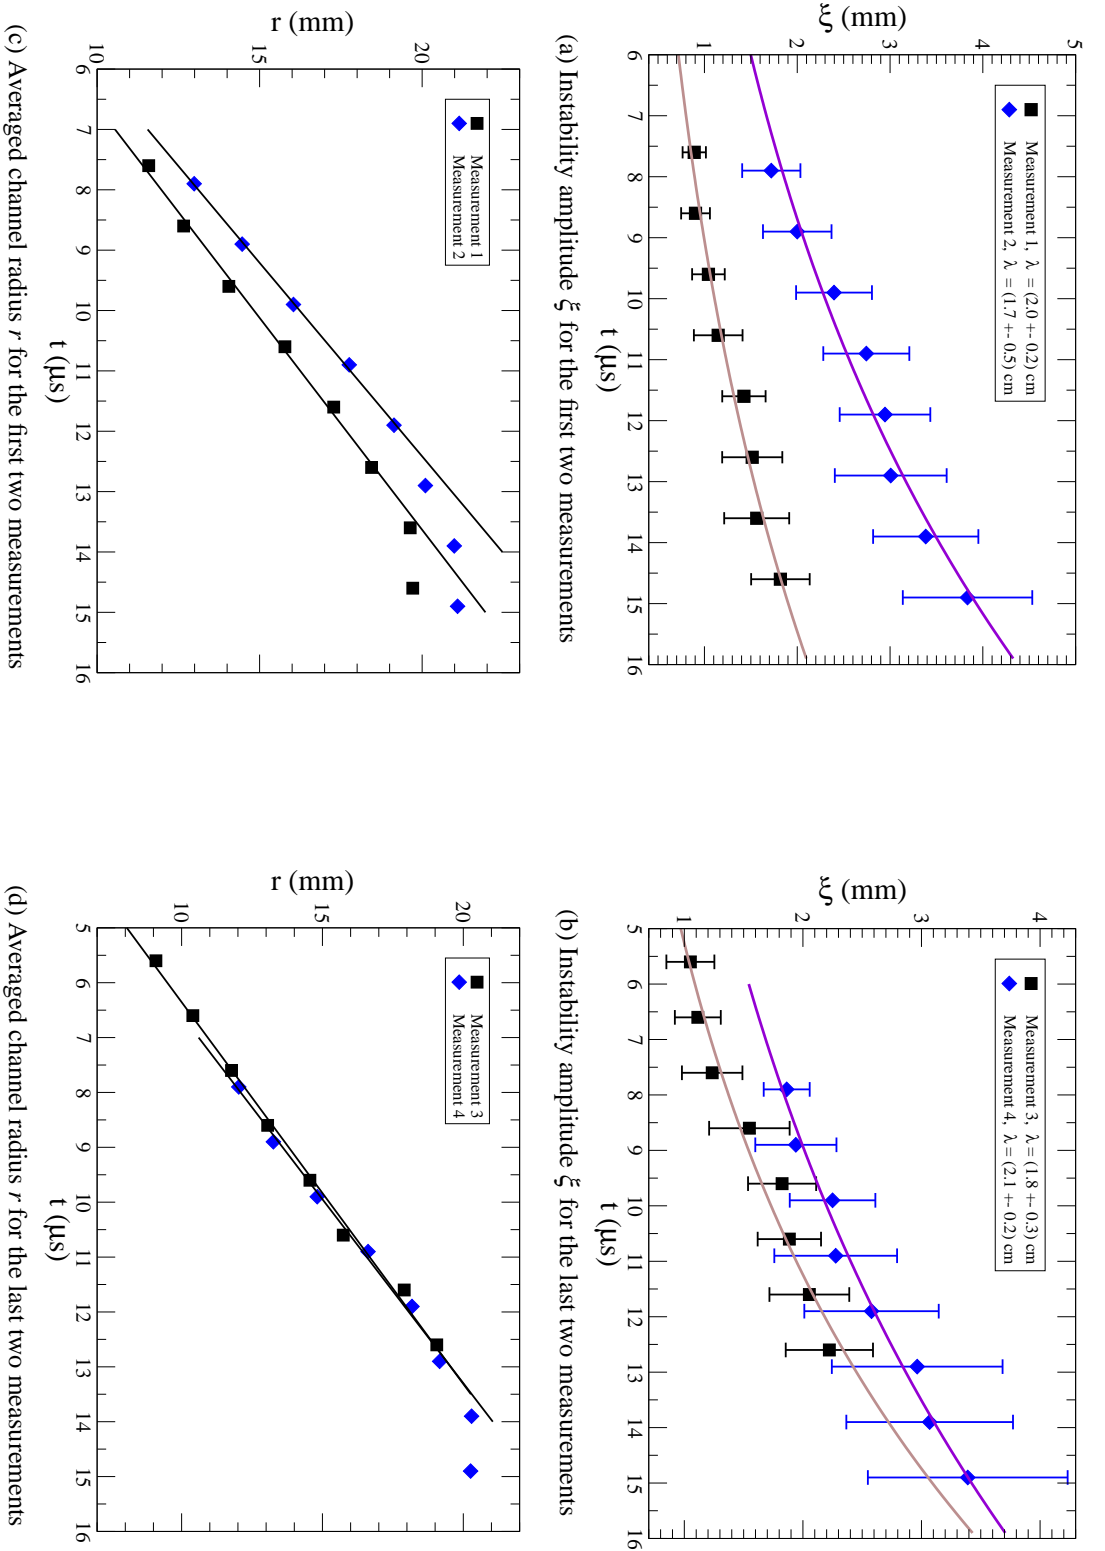 ξ (mm)
5
4
3
2
1
Measurement 1, λ = (2.0 +- 0.2) cm
Measurement 2, λ = (1.7 +- 0.5) cm
6 7 8 9 10 11 12 13 14 15 16
t (μs)
(a) Instability amplitude ξ for the first two measurements
ξ (mm)
4
3
2
1
Measurement 3, λ = (1.8 +- 0.3) cm
Measurement 4, λ = (2.1 +- 0.2) cm
5 6 7 8 9 10 11 12 13 14 15 16
t (μs)
(b) Instability amplitude ξ for the last two measurements
r (mm)
20
15
10
Measurement 1
Measurement 2
6 7 8 9 10 11 12 13 14 15 16
t (μs)
(c) Averaged channel radius r for the first two measurements
r (mm)
20
15
10
Measurement 3
Measurement 4
5 6 7 8 9 10 11 12 13 14 15 16
t (μs)
(d) Averaged channel radius r for the last two measurements